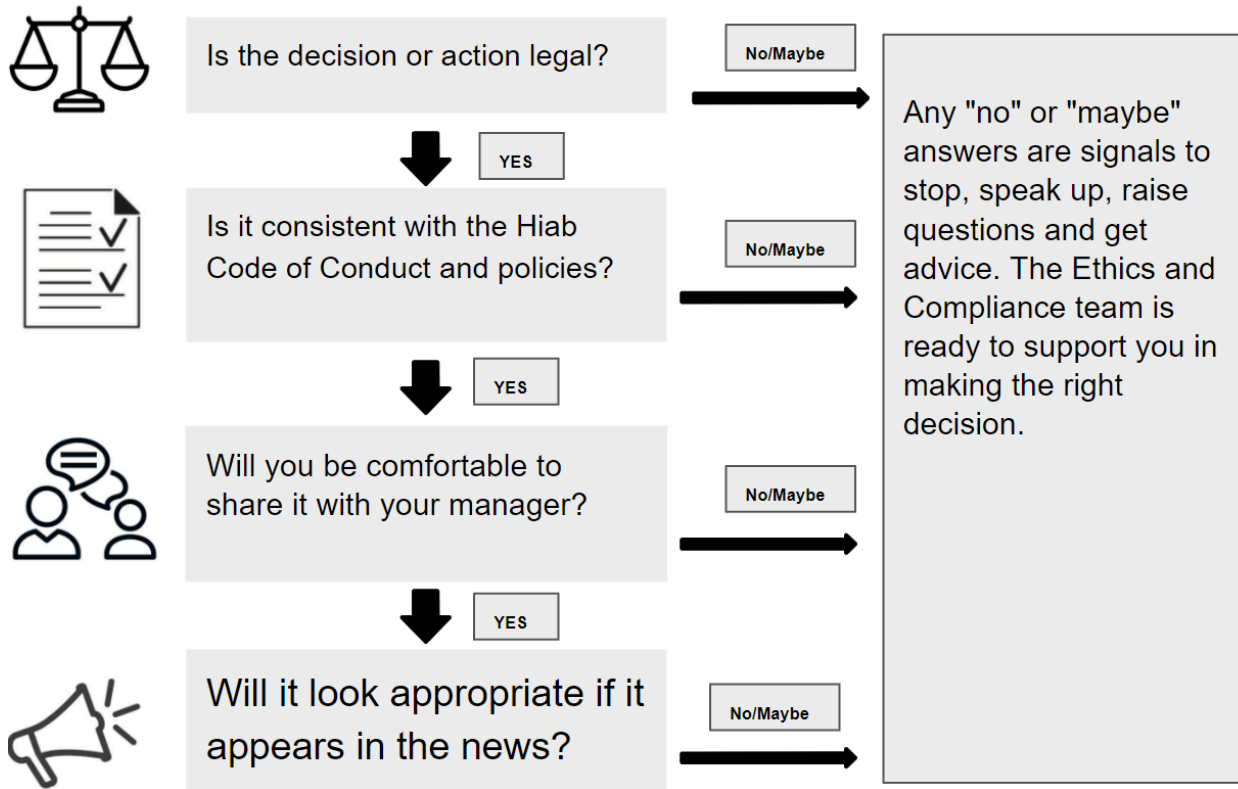 Is the decision or action legal?
No/Maybe
YES
Is it consistent with the Hiab
Code of Conduct and policies?
No/Maybe
YES
Will you be comfortable to
share it with your manager?
No/Maybe
YES
Will it look appropriate if it
appears in the news?
No/Maybe
Any "no" or "maybe"
answers are signals to
stop, speak up, raise
questions and get
advice. The Ethics and
Compliance team is
ready to support you in
making the right
decision.